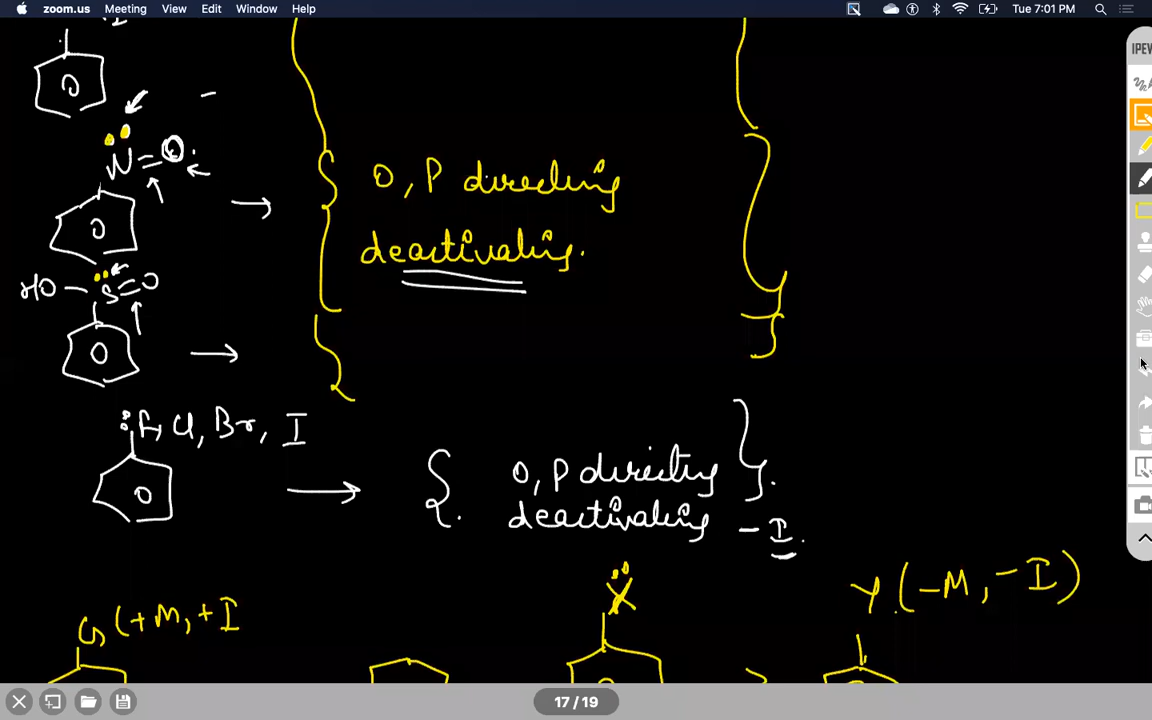 zoom.us Meeting View Edit Window Help Tue 7:01 PM
IPEV
N=O
O, P directing
deactivating.
HO-S=O
F, Cl, Br, I
O, P directing
deactivating -I.
G (+M, +I
X
Y (-M, -I)
17 / 19